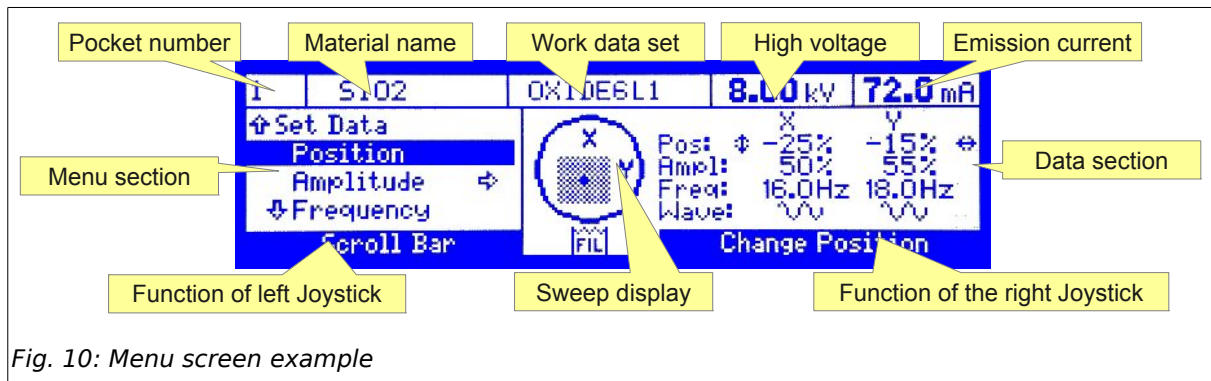 Pocket number Material name Work data set High voltage Emission current
1 SIO2 OXIDE6L1 8.00 kV 72.0 mA
Set Data
Position
Amplitude
Frequency
Scroll Bar
X
Y
FIL
X Y
Pos: -25% -15%
Ampl: 50% 55%
Freq: 16.0Hz 18.0Hz
Wave:
Change Position
Menu section
Data section
Function of left Joystick Sweep display Function of the right Joystick
Fig. 10: Menu screen example